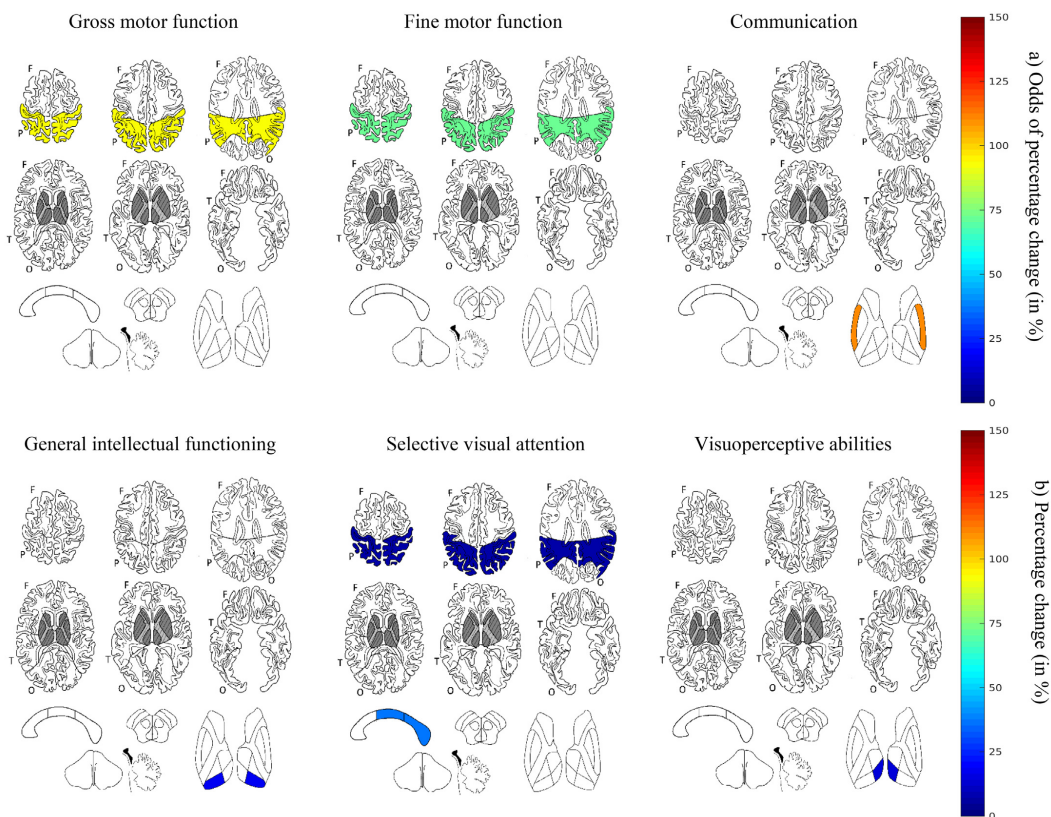 Gross motor function
Fine motor function
Communication
F
P
F
P
F
P
O
F
T
O
F
O
F
T
O
F
P
F
P
F
P
O
F
T
O
F
O
F
T
O
F
P
F
P
F
P
O
F
T
O
F
O
F
T
O
150
125
100
75
50
25
0
a) Odds of percentage change (in %)
General intellectual functioning
Selective visual attention
Visuoperceptive abilities
F
P
F
P
F
P
O
F
T
O
F
O
F
T
O
F
P
F
P
F
P
O
F
T
O
F
O
F
T
O
F
P
F
P
F
P
O
F
T
O
F
O
F
T
O
150
125
100
75
50
25
0
b) Percentage change (in %)